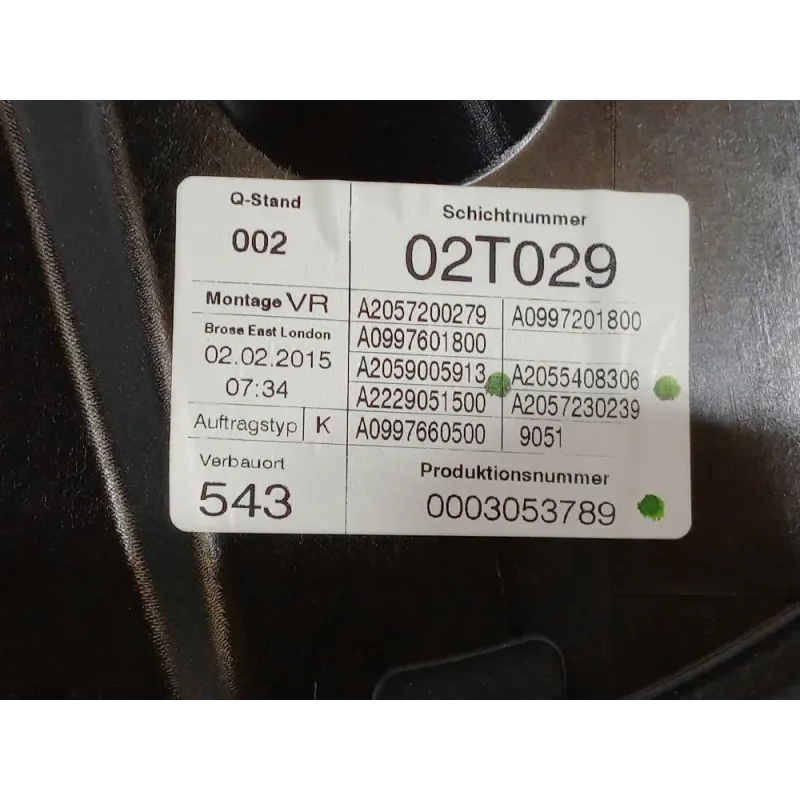 Q-Stand
002
Schichtnummer
02T029
Montage VR
Brose East London
02.02.2015
07:34
Auftragstyp K
A2057200279 A0997201800
A0997601800
A2059005913 A2055408306
A2229051500 A2057230239
A0997660500 9051
Verbauort
543
Produktionsnummer
0003053789